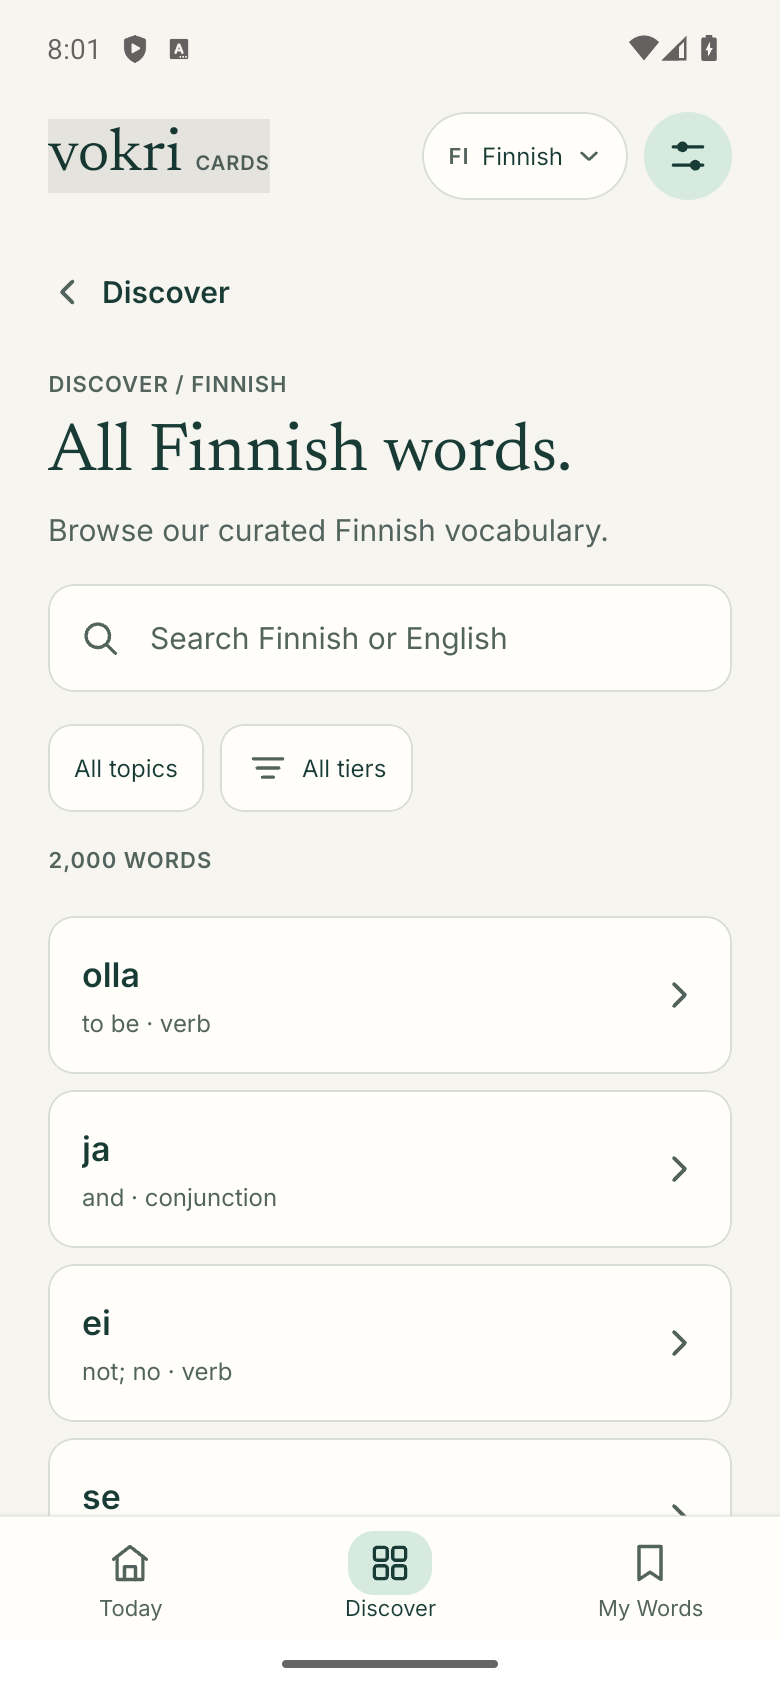 8:01
vokri CARDS
FI Finnish
Discover
DISCOVER / FINNISH
All Finnish words.
Browse our curated Finnish vocabulary.
Search Finnish or English
All topics
All tiers
2,000 WORDS
olla
to be · verb
ja
and · conjunction
ei
not; no · verb
se
Today
Discover
My Words